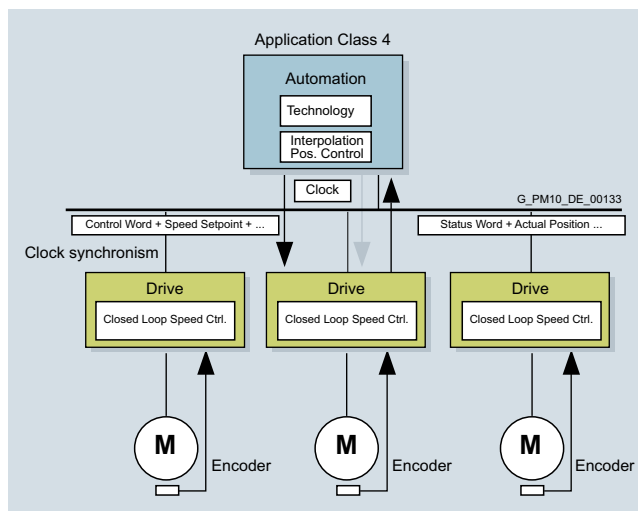 Application Class 4
Automation
Technology
Interpolation
Pos. Control
Clock
G_PM10_DE_00133
Control Word + Speed Setpoint + ...
Status Word + Actual Position ...
Clock synchronism
Drive
Drive
Drive
Closed Loop Speed Ctrl.
Closed Loop Speed Ctrl.
Closed Loop Speed Ctrl.
M
M
M
Encoder
Encoder
Encoder